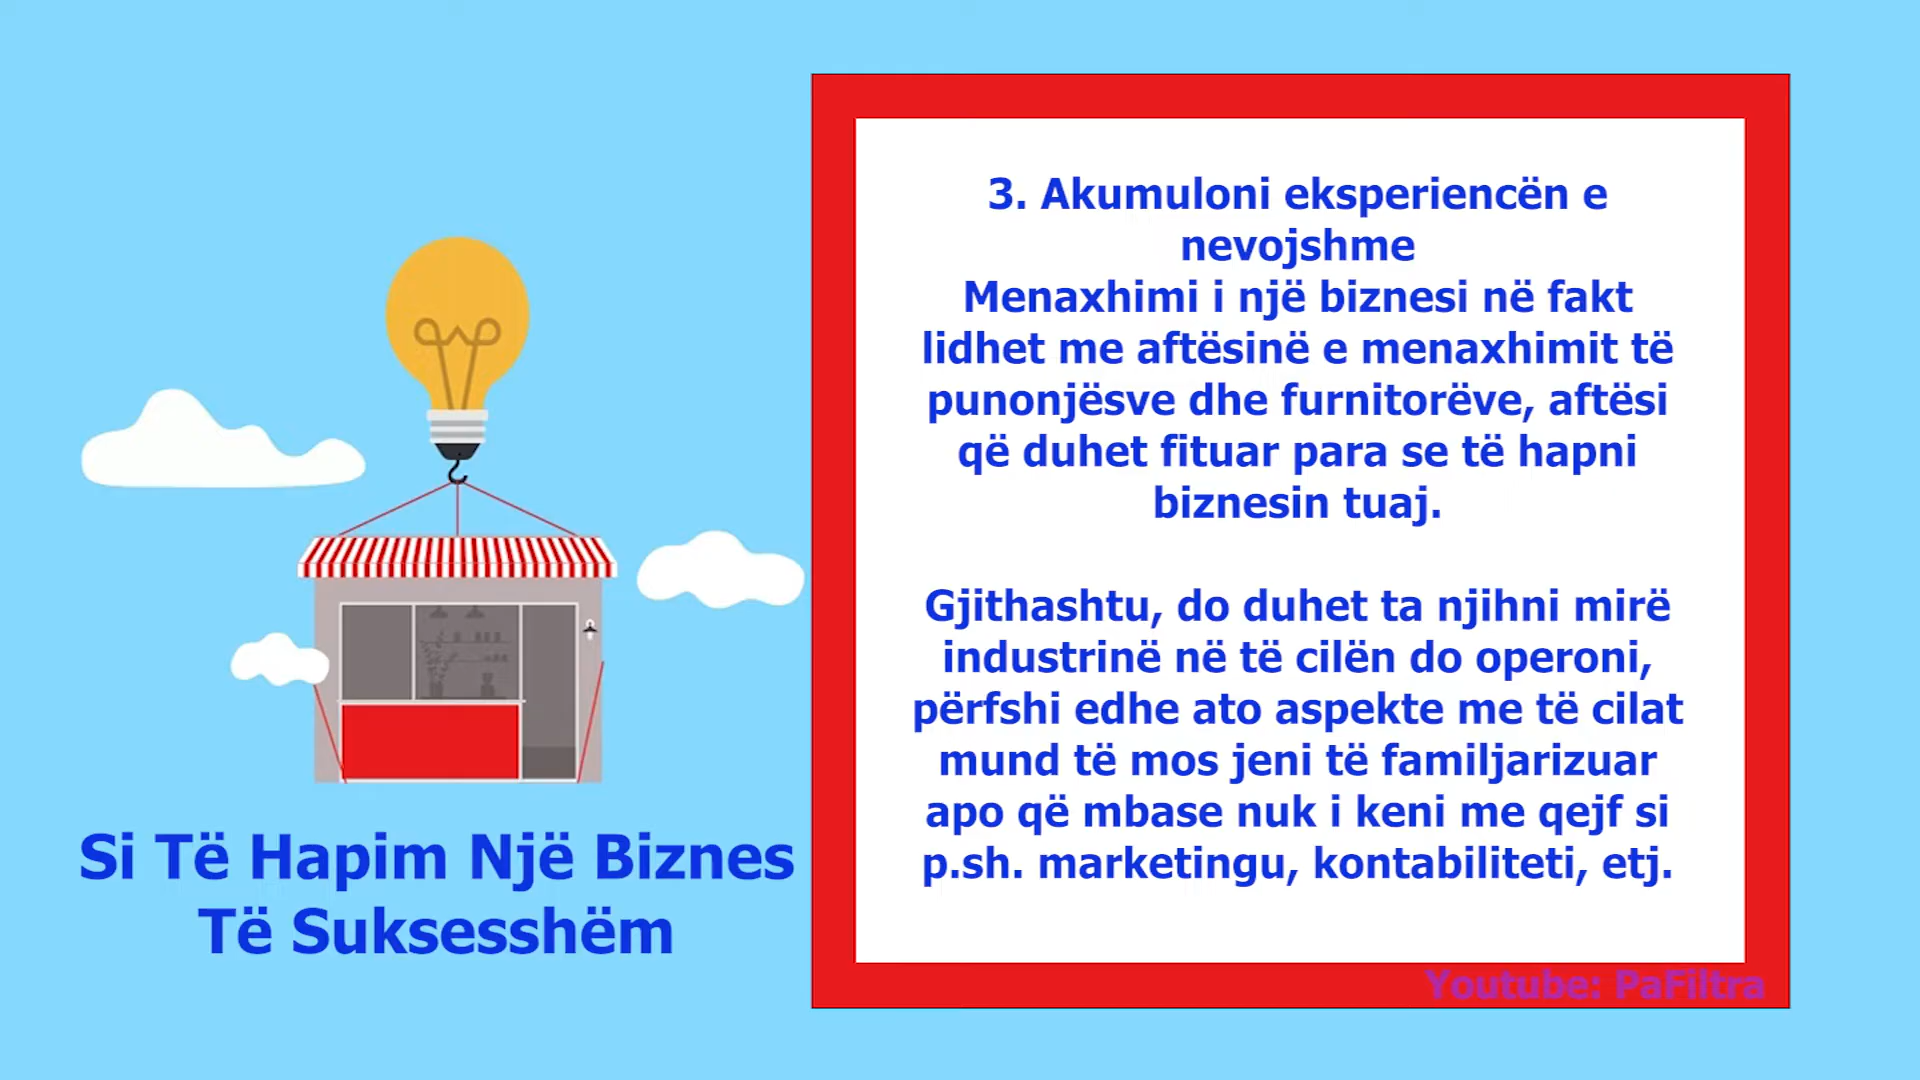 3. Akumuloni eksperiencën e
nevojshme
Menaxhimi i një biznesi në fakt
lidhet me aftësinë e menaxhimit të
punonjësve dhe furnitorëve, aftësi
që duhet fituar para se të hapni
biznesin tuaj.
Gjithashtu, do duhet ta njihni mirë
industrinë në të cilën do operoni,
përfshi edhe ato aspekte me të cilat
mund të mos jeni të familjarizuar
apo që mbase nuk i keni me qejf si
p.sh. marketingu, kontabiliteti, etj.
Si Të Hapim Një Biznes
Të Suksesshëm
Youtube: PaFiltra